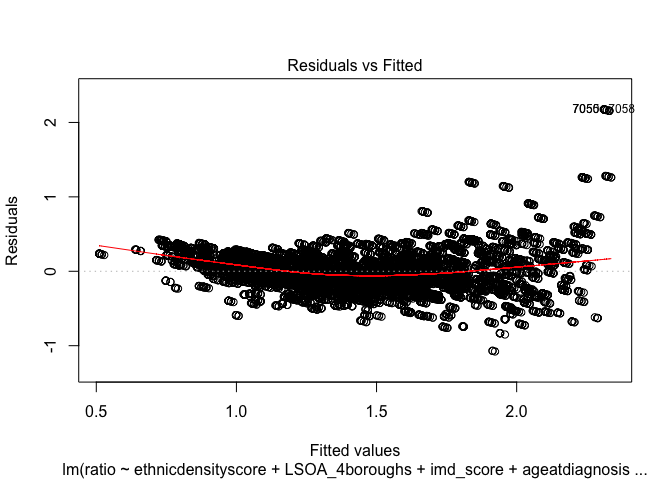 Residuals vs Fitted
Residuals
2
1
0
-1
7058
0.5 1.0 1.5 2.0
Fitted values
lm(ratio ~ ethnicdensityscore + LSOA_4boroughs + imd_score + ageatdiagnosis ...